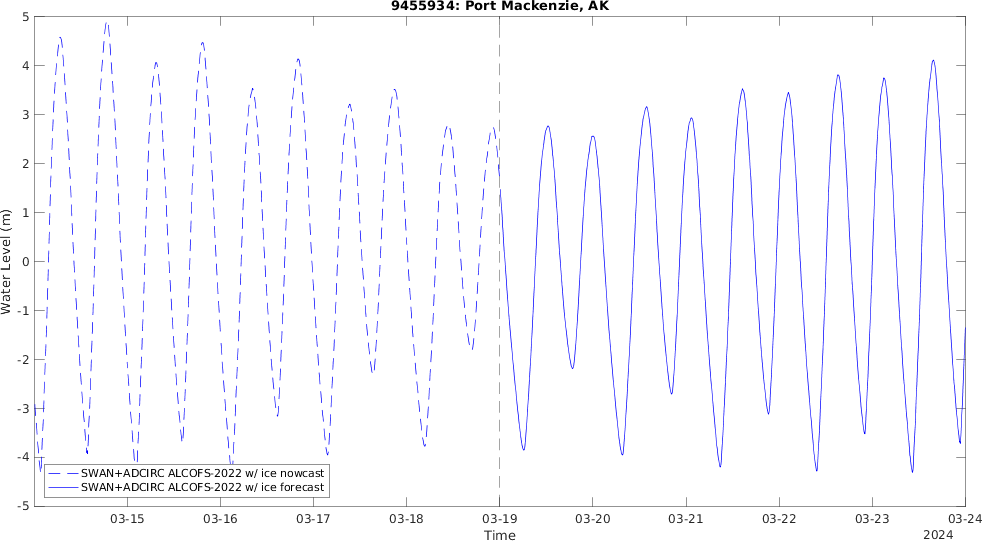 9455934: Port Mackenzie, AK
5
4
3
2
1
0
-1
-2
-3
-4
-5
Water Level (m)
SWAN+ADCIRC ALCOFS-2022 w/ ice nowcast
SWAN+ADCIRC ALCOFS-2022 w/ ice forecast
03-15 03-16 03-17 03-18 03-19 03-20 03-21 03-22 03-23 03-24
Time
2024